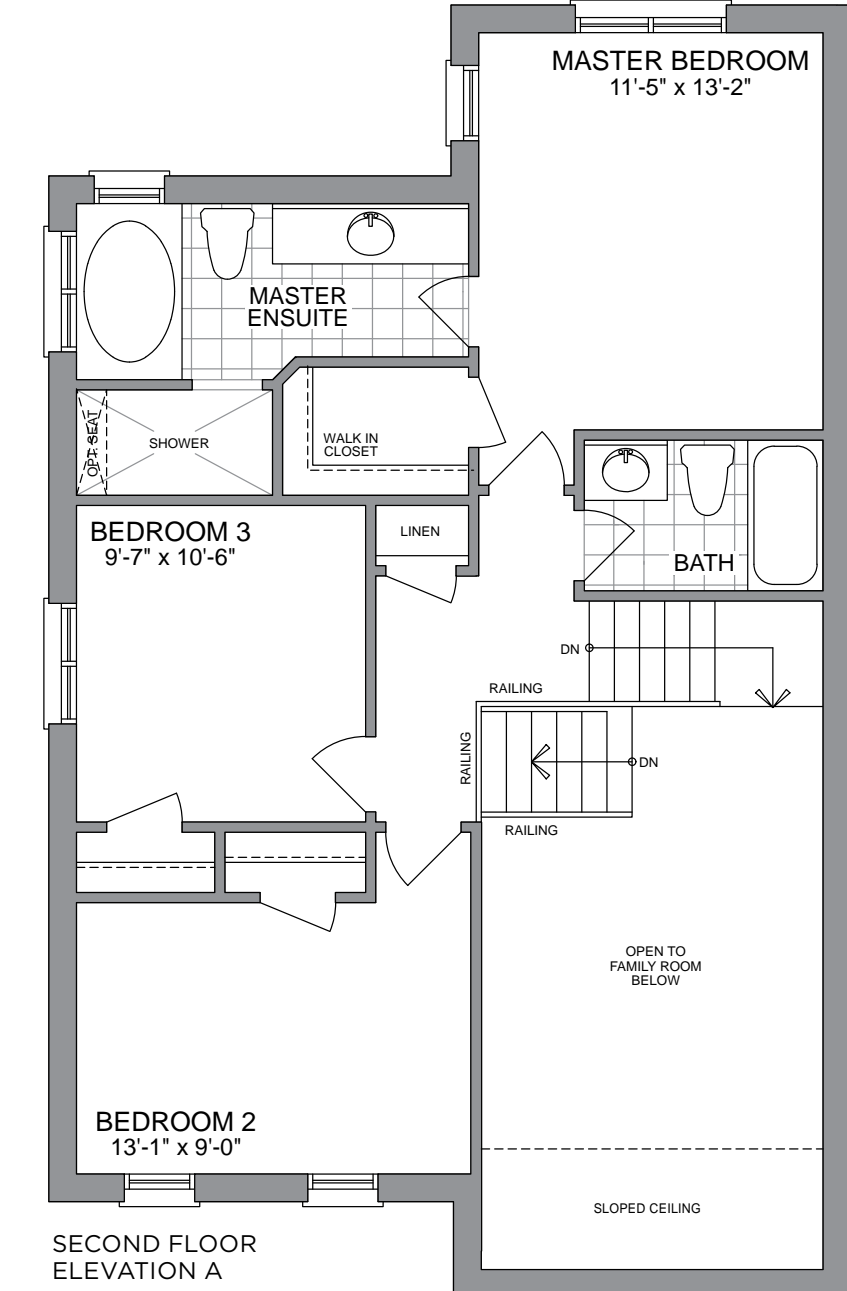 MASTER BEDROOM
11'-5" x 13'-2"
MASTER
ENSUITE
OPT. SEAT
SHOWER
WALK IN
CLOSET
BEDROOM 3
9'-7" x 10'-6"
LINEN
BATH
DN
RAILING
RAILING
DN
RAILING
OPEN TO
FAMILY ROOM
BELOW
BEDROOM 2
13'-1" x 9'-0"
SLOPED CEILING
SECOND FLOOR
ELEVATION A